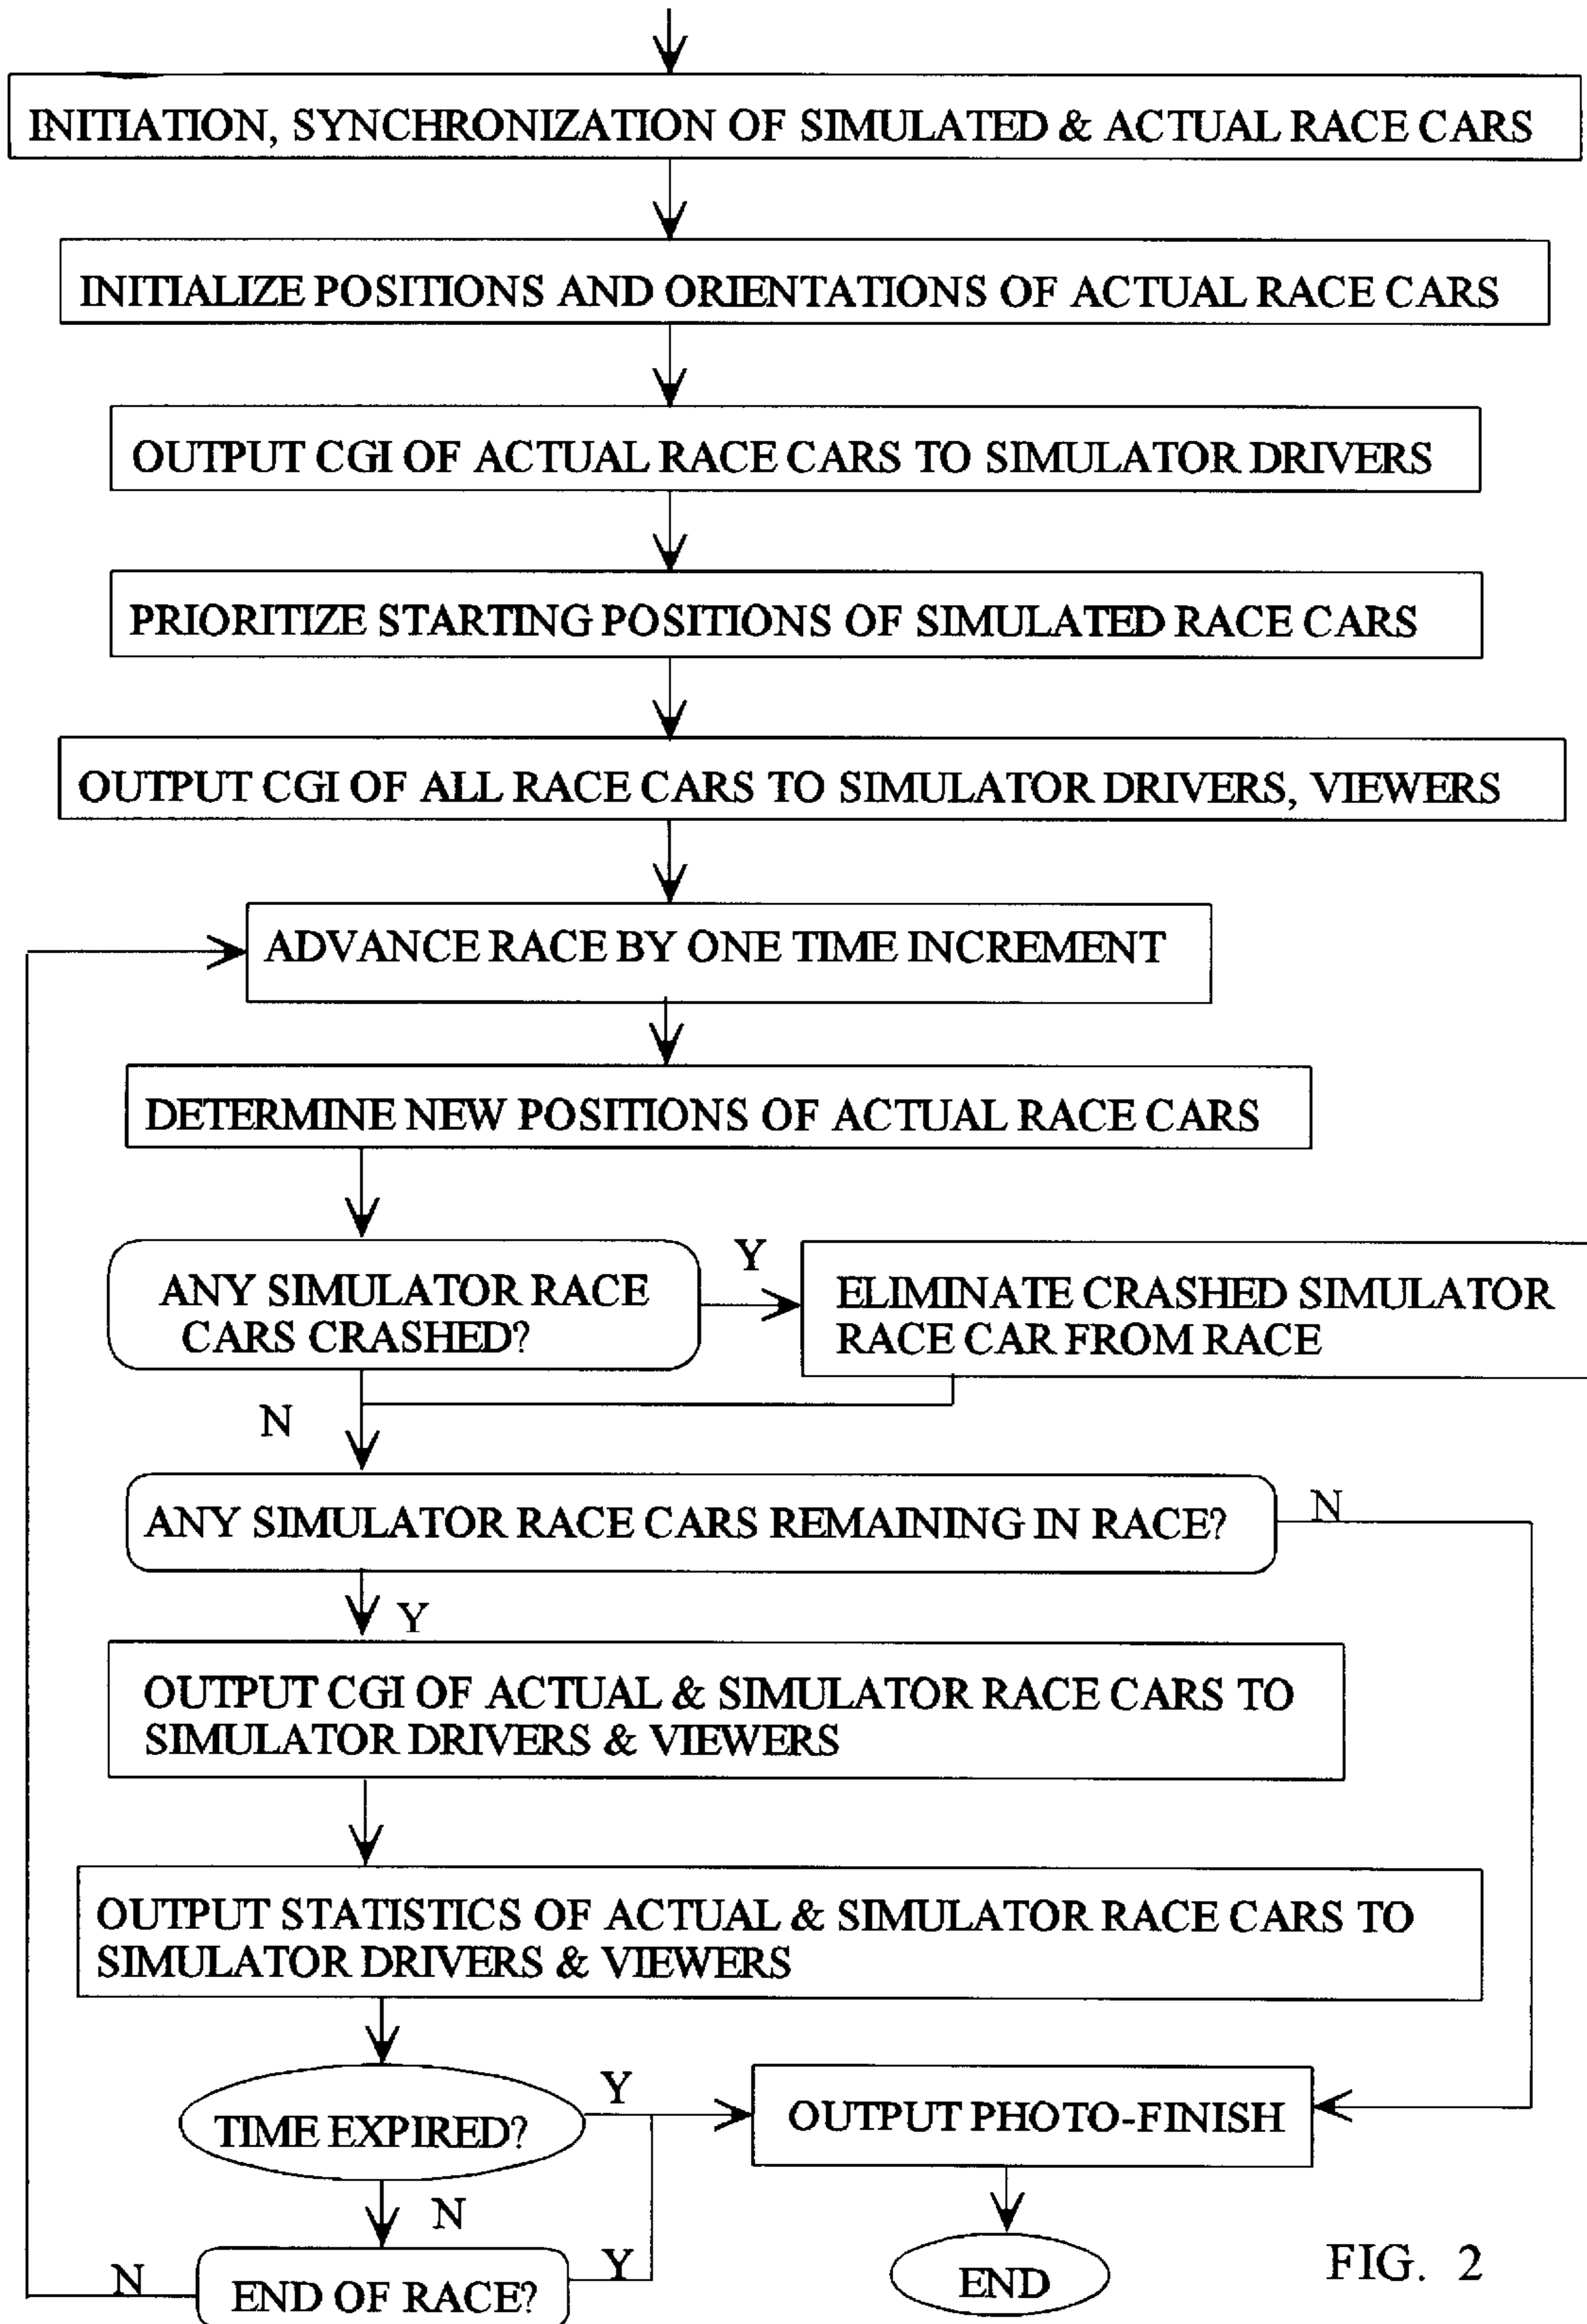 INITIATION, SYNCHRONIZATION OF SIMULATED & ACTUAL RACE CARS
INITIALIZE POSITIONS AND ORIENTATIONS OF ACTUAL RACE CARS
OUTPUT CGI OF ACTUAL RACE CARS TO SIMULATOR DRIVERS
PRIORITIZE STARTING POSITIONS OF SIMULATED RACE CARS
OUTPUT CGI OF ALL RACE CARS TO SIMULATOR DRIVERS, VIEWERS
ADVANCE RACE BY ONE TIME INCREMENT
DETERMINE NEW POSITIONS OF ACTUAL RACE CARS
ANY SIMULATOR RACE
CARS CRASHED?
Y
ELIMINATE CRASHED SIMULATOR
RACE CAR FROM RACE
N
ANY SIMULATOR RACE CARS REMAINING IN RACE?
N
Y
OUTPUT CGI OF ACTUAL & SIMULATOR RACE CARS TO
SIMULATOR DRIVERS & VIEWERS
OUTPUT STATISTICS OF ACTUAL & SIMULATOR RACE CARS TO
SIMULATOR DRIVERS & VIEWERS
TIME EXPIRED?
Y
OUTPUT PHOTO-FINISH
N
N
END OF RACE?
Y
END
FIG. 2